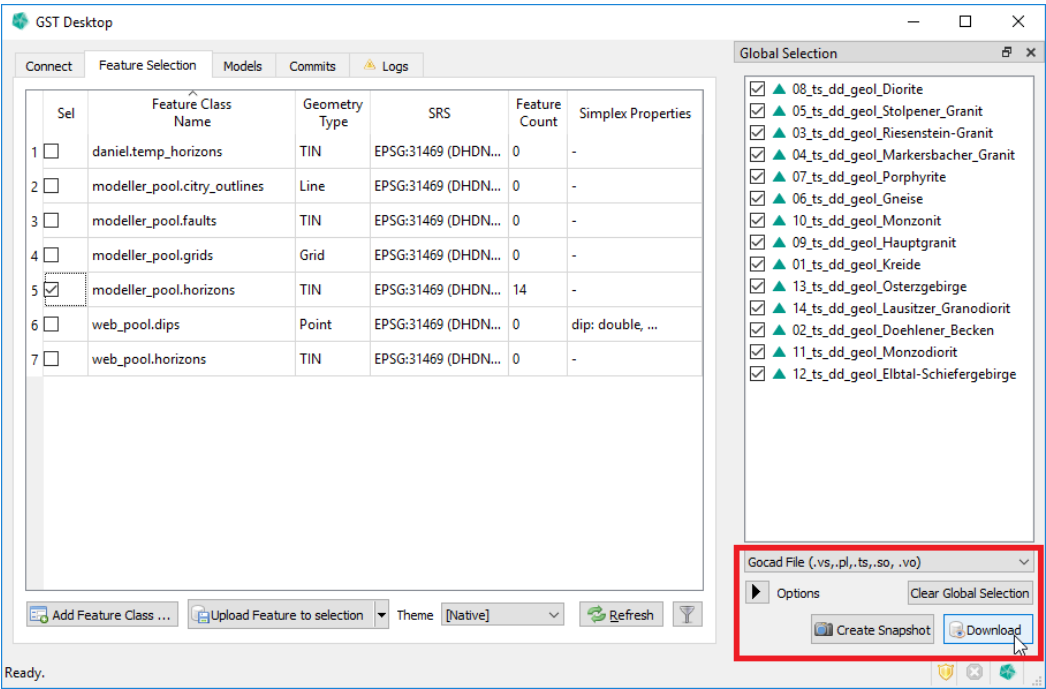 GST Desktop
Connect
Feature Selection
Models
Commits
Logs
Sel
Feature Class
Name
Geometry
Type
SRS
Feature
Count
Simplex Properties
1 daniel.temp_horizons TIN EPSG:31469 (DHDN... 0 -
2 modeller_pool.citry_outlines Line EPSG:31469 (DHDN... 0 -
3 modeller_pool.faults TIN EPSG:31469 (DHDN... 0 -
4 modeller_pool.grids Grid EPSG:31469 (DHDN... 0 -
5 modeller_pool.horizons TIN EPSG:31469 (DHDN... 14 -
6 web_pool.dips Point EPSG:31469 (DHDN... 0 dip: double, ...
7 web_pool.horizons TIN EPSG:31469 (DHDN... 0 -
Add Feature Class ...
Upload Feature to selection
Theme
[Native]
Refresh
Global Selection
08_ts_dd_geol_Diorite
05_ts_dd_geol_Stolpener_Granit
03_ts_dd_geol_Riesenstein-Granit
04_ts_dd_geol_Markersbacher_Granit
07_ts_dd_geol_Porphyrite
06_ts_dd_geol_Gneise
10_ts_dd_geol_Monzonit
09_ts_dd_geol_Hauptgranit
01_ts_dd_geol_Kreide
13_ts_dd_geol_Osterzgebirge
14_ts_dd_geol_Lausitzer_Granodiorit
02_ts_dd_geol_Doehlener_Becken
11_ts_dd_geol_Monzodiorit
12_ts_dd_geol_Elbtal-Schiefergebirge
Gocad File (.vs,.pl,.ts,.so, .vo)
Options
Clear Global Selection
Create Snapshot
Download
Ready.